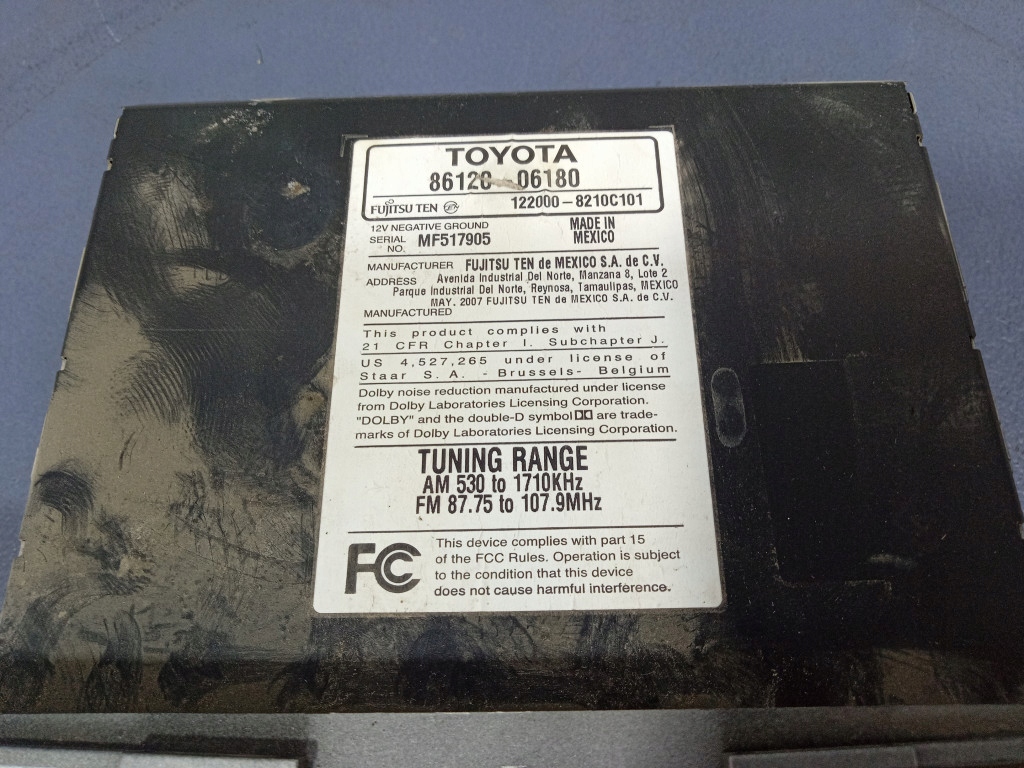 TOYOTA
86120-06180
FUJITSU TEN 122000-8210C101
12V NEGATIVE GROUND
SERIAL NO. MF517905
MADE IN
MEXICO
MANUFACTURER FUJITSU TEN de MEXICO S.A. de C.V.
ADDRESS Avenida Industrial Del Norte, Manzana 8, Lote 2
Parque Industrial Del Norte, Reynosa, Tamaulipas, MEXICO
MAY. 2007 FUJITSU TEN de MEXICO S.A. de C.V.
MANUFACTURED
This product complies with
21 CFR Chapter I. Subchapter J.
US 4,527,265 under license of
Staar S. A. - Brussels- Belgium
Dolby noise reduction manufactured under license
from Dolby Laboratories Licensing Corporation.
"DOLBY" and the double-D symbol are trade-
marks of Dolby Laboratories Licensing Corporation.
TUNING RANGE
AM 530 to 1710KHz
FM 87.75 to 107.9MHz
FC
This device complies with part 15
of the FCC Rules. Operation is subject
to the condition that this device
does not cause harmful interference.